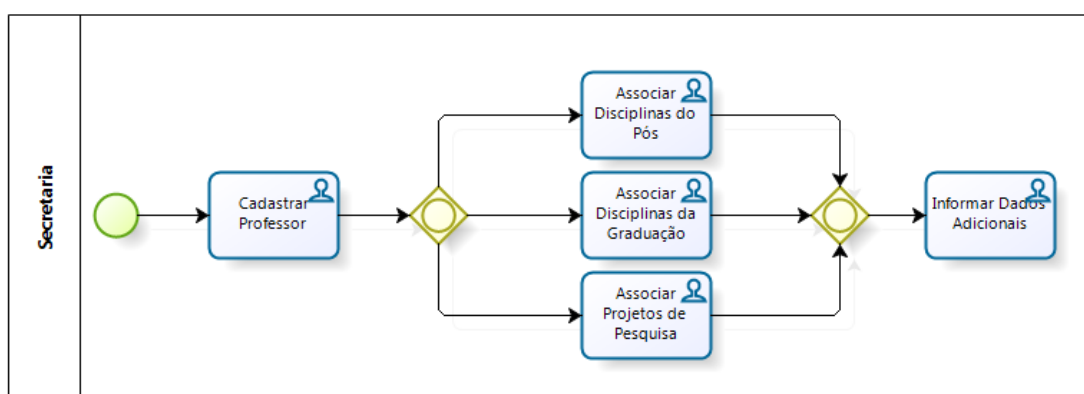 Secretaria
Cadastrar
Professor
Associar
Disciplinas do
Pós
Associar
Disciplinas da
Graduação
Associar
Projetos de
Pesquisa
Informar Dados
Adicionais